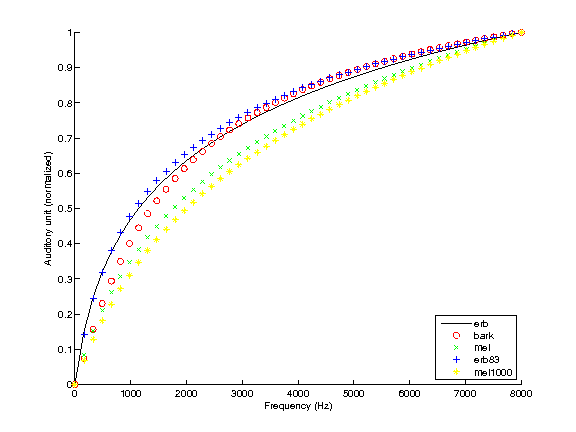 1
0.9
0.8
0.7
0.6
0.5
0.4
0.3
0.2
0.1
0
Auditory unit (normalized)
0 1000 2000 3000 4000 5000 6000 7000 8000
Frequency (Hz)
erb
bark
mel
erb83
mel1000